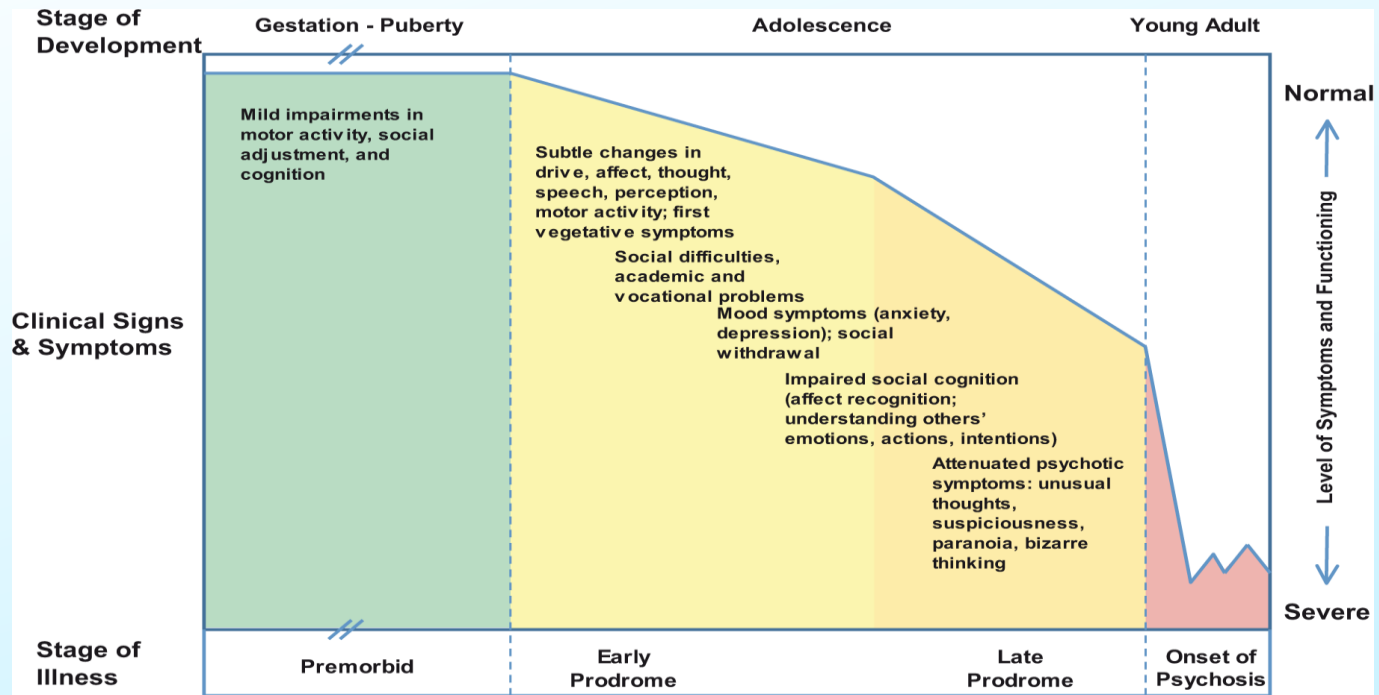 Stage of
Development
Gestation - Puberty
Adolescence
Young Adult
Normal
Mild impairments in
motor activity, social
adjustment, and
cognition
Subtle changes in
drive, affect, thought,
speech, perception,
motor activity; first
vegetative symptoms
Social difficulties,
academic and
vocational problems
Mood symptoms (anxiety,
depression); social
withdrawal
Impaired social cognition
(affect recognition;
understanding others’
emotions, actions, intentions)
Attenuated psychotic
symptoms: unusual
thoughts,
suspiciousness,
paranoia, bizarre
thinking
Clinical Signs
& Symptoms
Level of Symptoms and Functioning
Severe
Stage of
Illness
Premorbid
Early
Prodrome
Late
Prodrome
Onset of
Psychosis